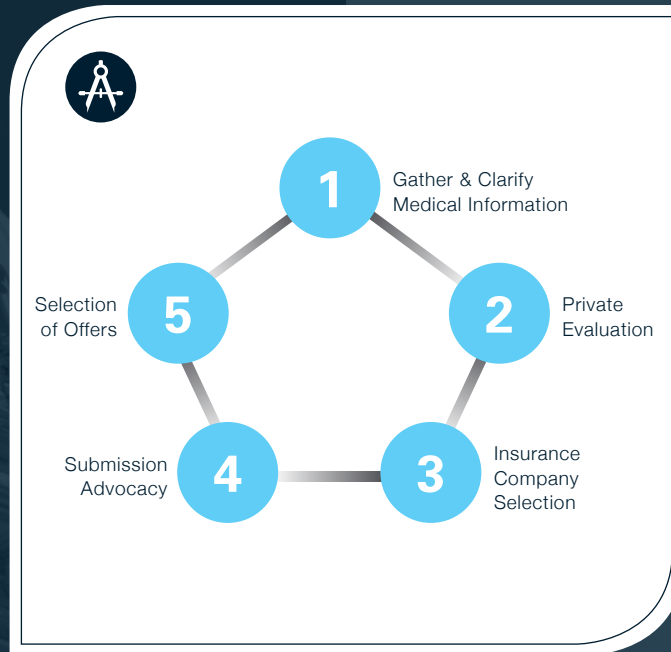 1
Gather & Clarify
Medical Information
2
Private
Evaluation
3
Insurance
Company
Selection
4
Submission
Advocacy
5
Selection
of Offers